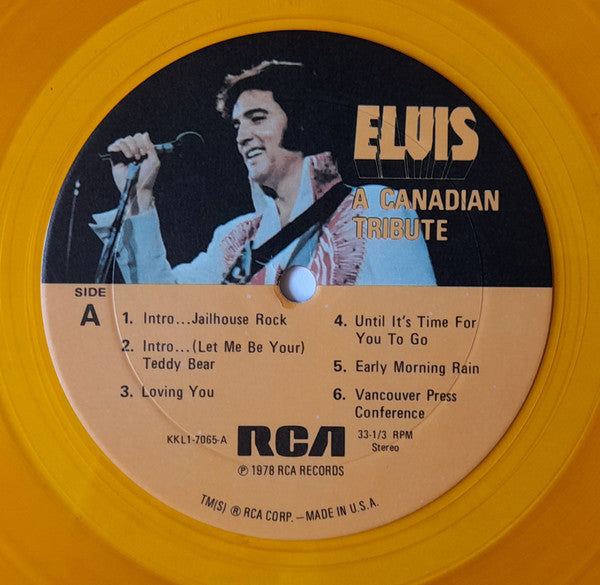 ELVIS
A CANADIAN
TRIBUTE
SIDE
A
1. Intro...Jailhouse Rock
2. Intro...(Let Me Be Your)
Teddy Bear
3. Loving You
4. Until It's Time For
You To Go
5. Early Morning Rain
6. Vancouver Press
Conference
KKL1-7065-A
RCA
33-1/3 RPM
Stereo
℗ 1978 RCA RECORDS
TM(S) ® RCA CORP. — MADE IN U.S.A.